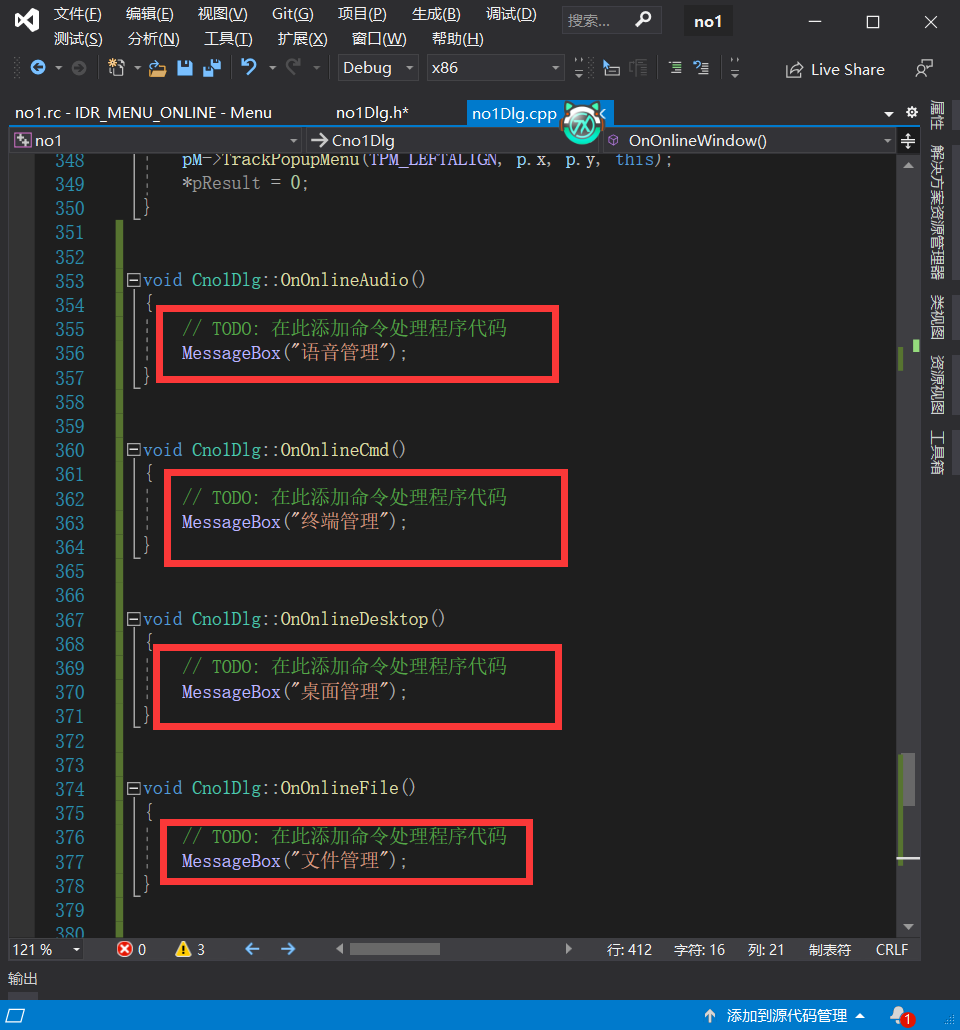 文件(F) 编辑(E) 视图(V) Git(G) 项目(P) 生成(B) 调试(D) 搜索... no1
测试(S) 分析(N) 工具(T) 扩展(X) 窗口(W) 帮助(H)
Debug x86 Live Share
no1.rc - IDR_MENU_ONLINE - Menu no1Dlg.h* no1Dlg.cpp
no1 Cno1Dlg OnOnlineWindow()
348 pM->TrackPopupMenu(TPM_LEFTALIGN, p.x, p.y, this);
349 *pResult = 0;
350 }
351
352
353 void Cno1Dlg::OnOnlineAudio()
354 {
355 // TODO: 在此添加命令处理程序代码
356 MessageBox("语音管理");
357 }
358
359
360 void Cno1Dlg::OnOnlineCmd()
361 {
362 // TODO: 在此添加命令处理程序代码
363 MessageBox("终端管理");
364 }
365
366
367 void Cno1Dlg::OnOnlineDesktop()
368 {
369 // TODO: 在此添加命令处理程序代码
370 MessageBox("桌面管理");
371 }
372
373
374 void Cno1Dlg::OnOnlineFile()
375 {
376 // TODO: 在此添加命令处理程序代码
377 MessageBox("文件管理");
378 }
379
380
属性
解决方案资源管理器
类视图
资源视图
工具箱
121 % 0 3 行: 412 字符: 16 列: 21 制表符 CRLF
输出
添加到源代码管理 1